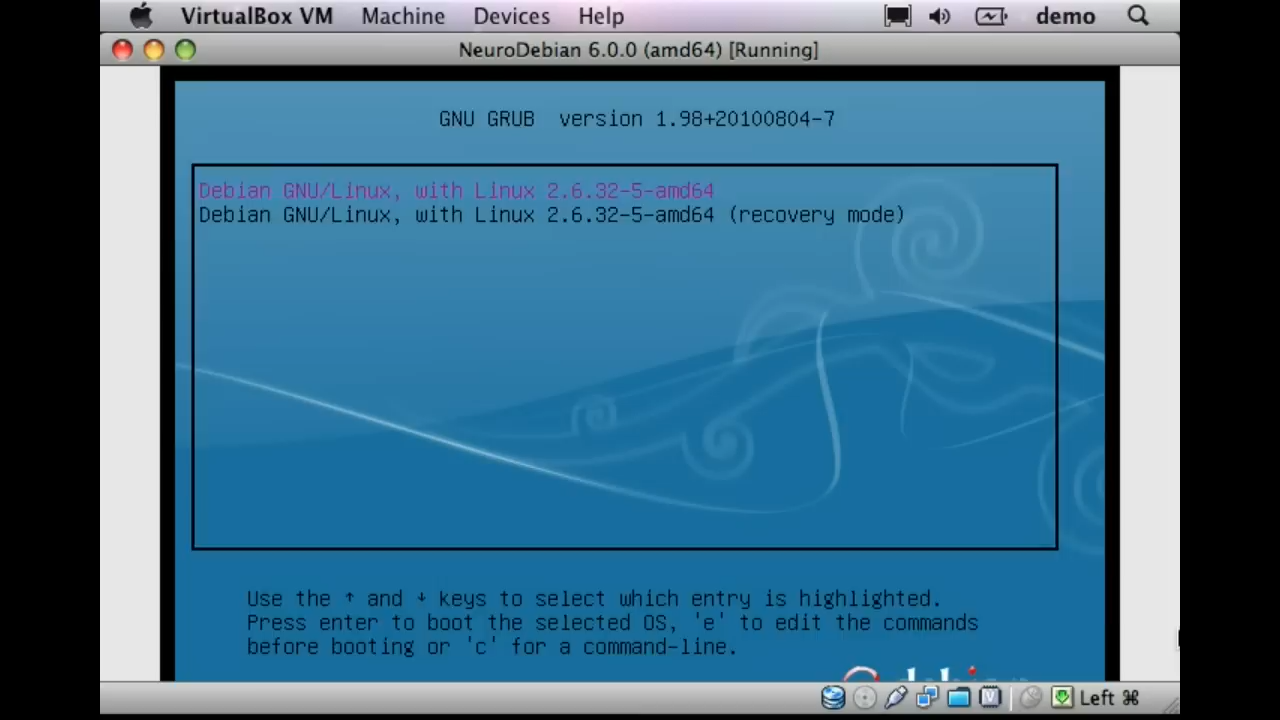 VirtualBox VM Machine Devices Help demo
NeuroDebian 6.0.0 (amd64) [Running]
GNU GRUB version 1.98+20100804-7
Debian GNU/Linux, with Linux 2.6.32-5-amd64
Debian GNU/Linux, with Linux 2.6.32-5-amd64 (recovery mode)
Use the ↑ and ↓ keys to select which entry is highlighted.
Press enter to boot the selected OS, 'e' to edit the commands
before booting or 'c' for a command-line.
debian
Left ⌘